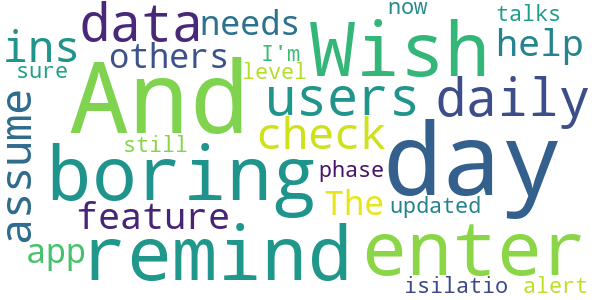 now talks
data needs Wish
ins others I'm help
sure level
And users daily
assume check day
still
boring phase
feature The updated
app remind enter
isilatio alert